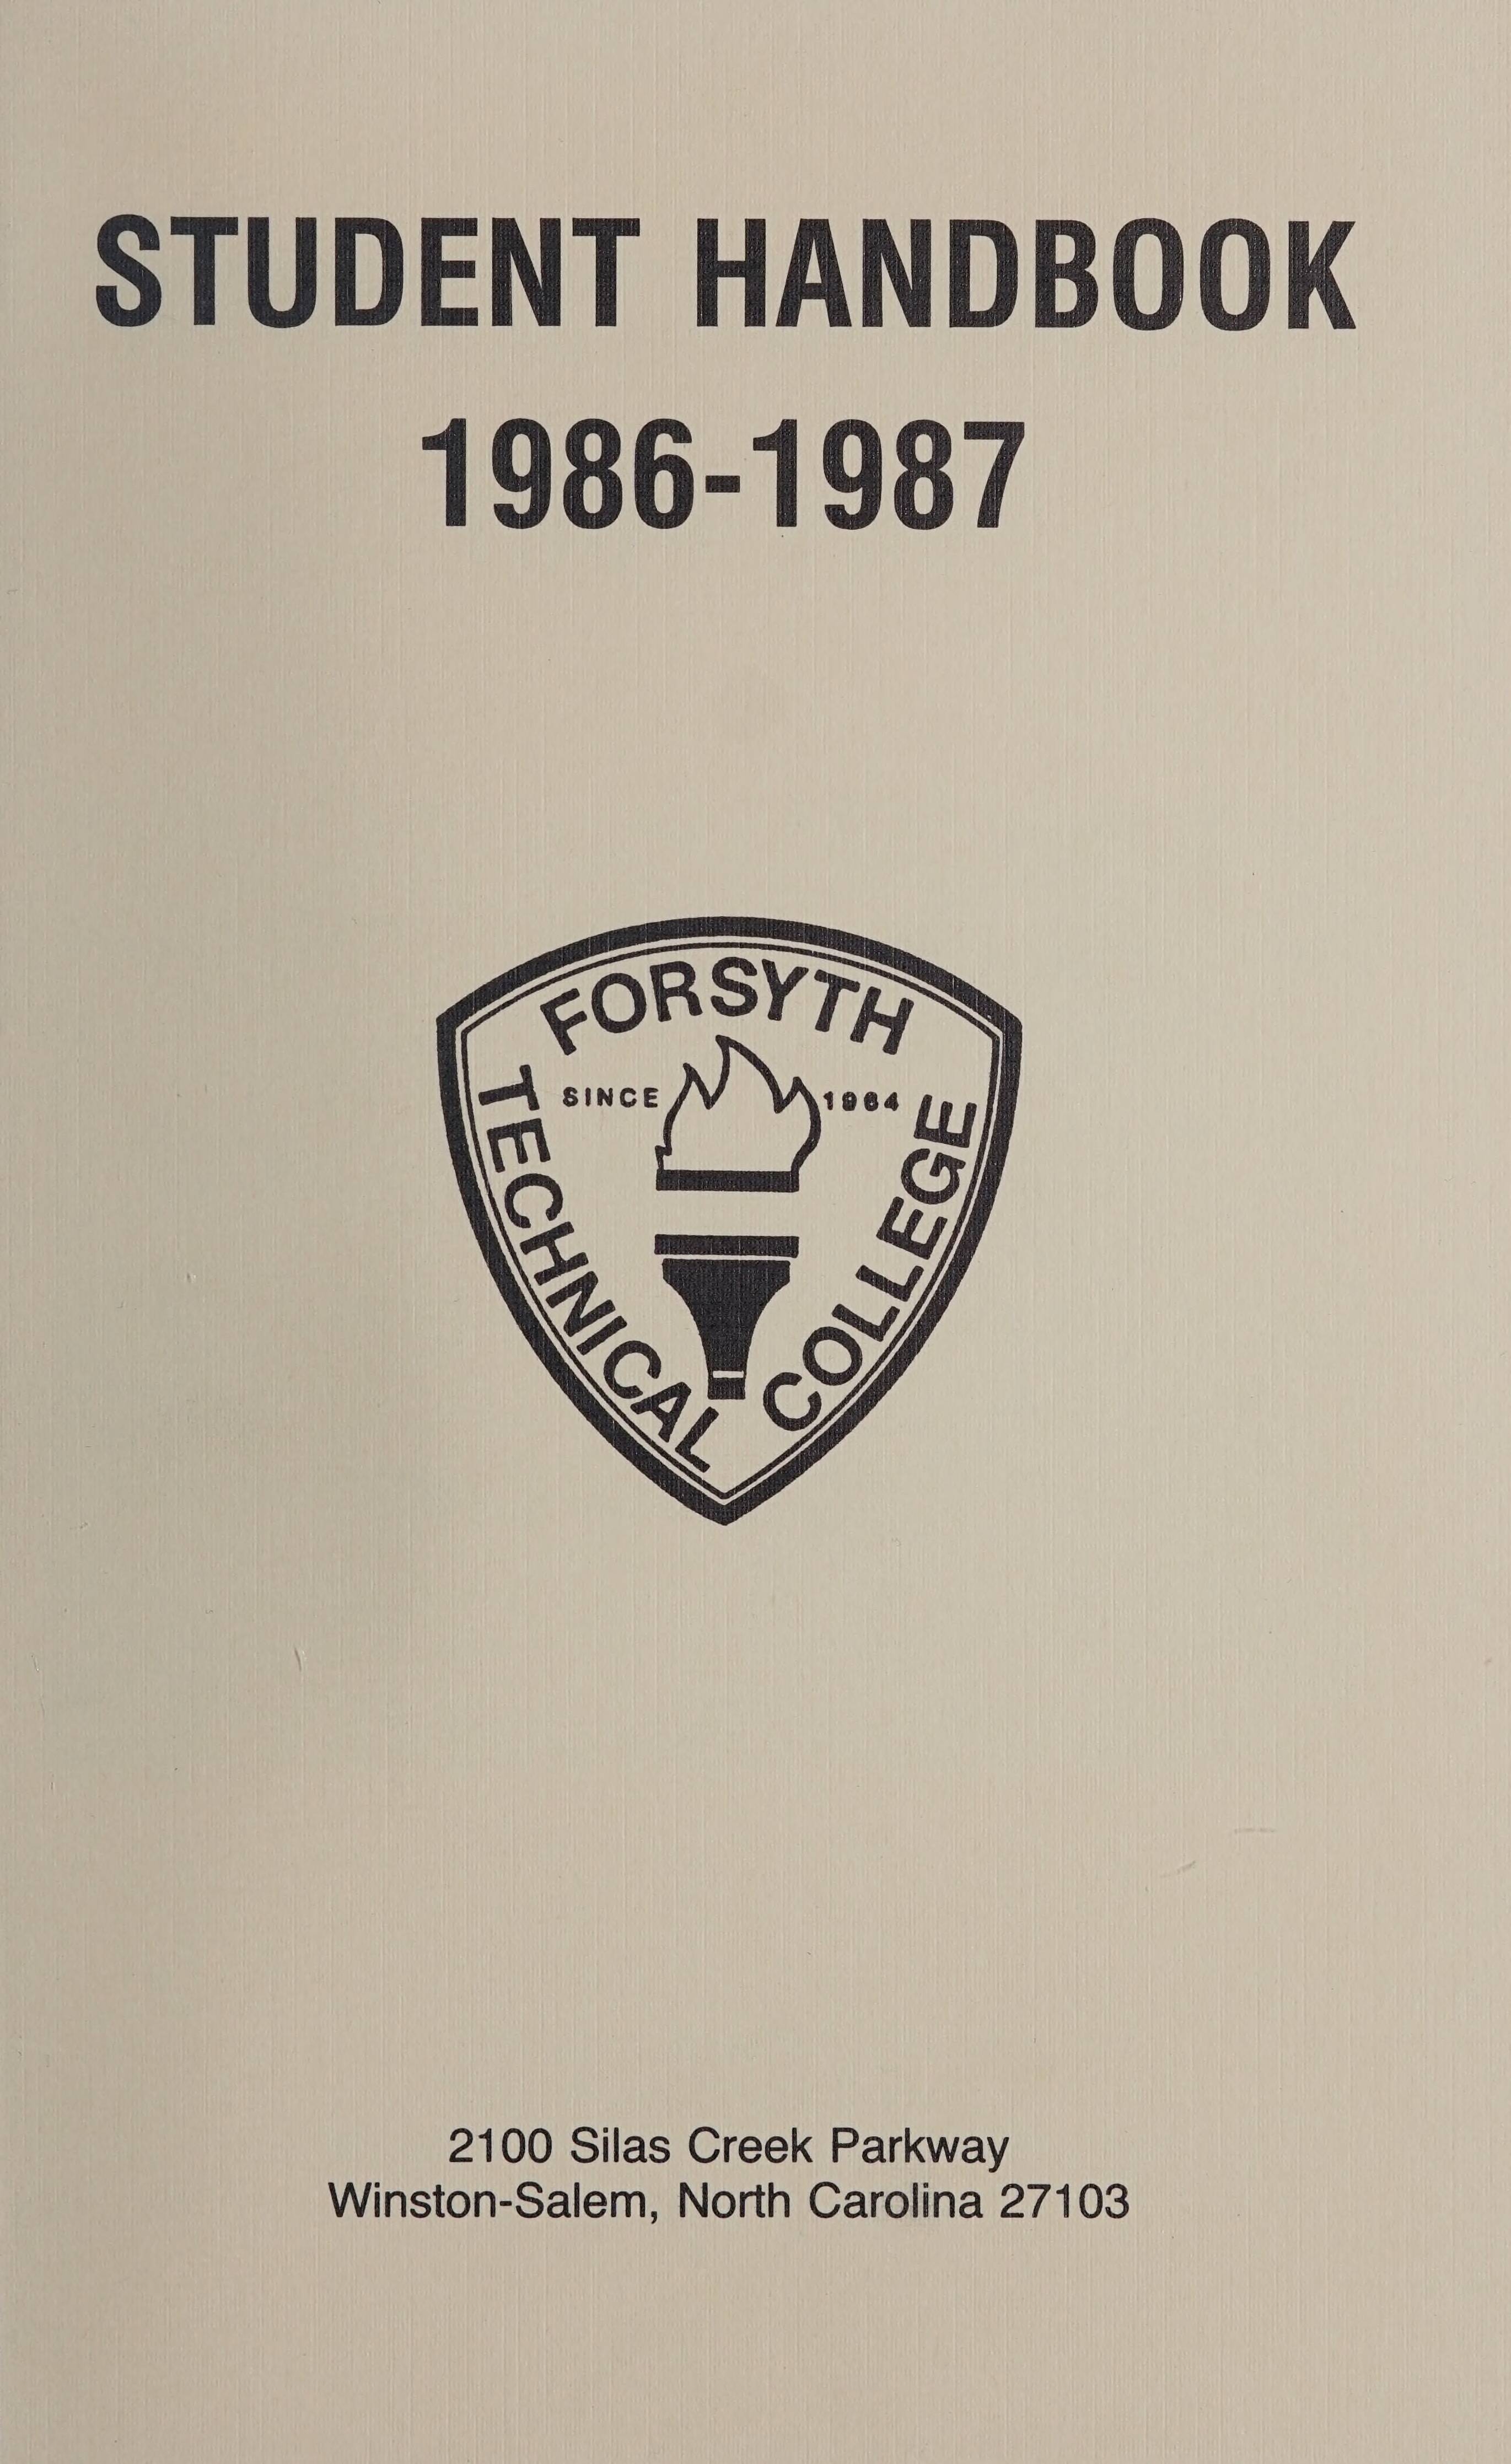 STUDENT HANDBOOK
1986-1987
FORSYTH
SINCE 1964
TECHNICAL
COLLEGE
2100 Silas Creek Parkway
Winston-Salem, North Carolina 27103